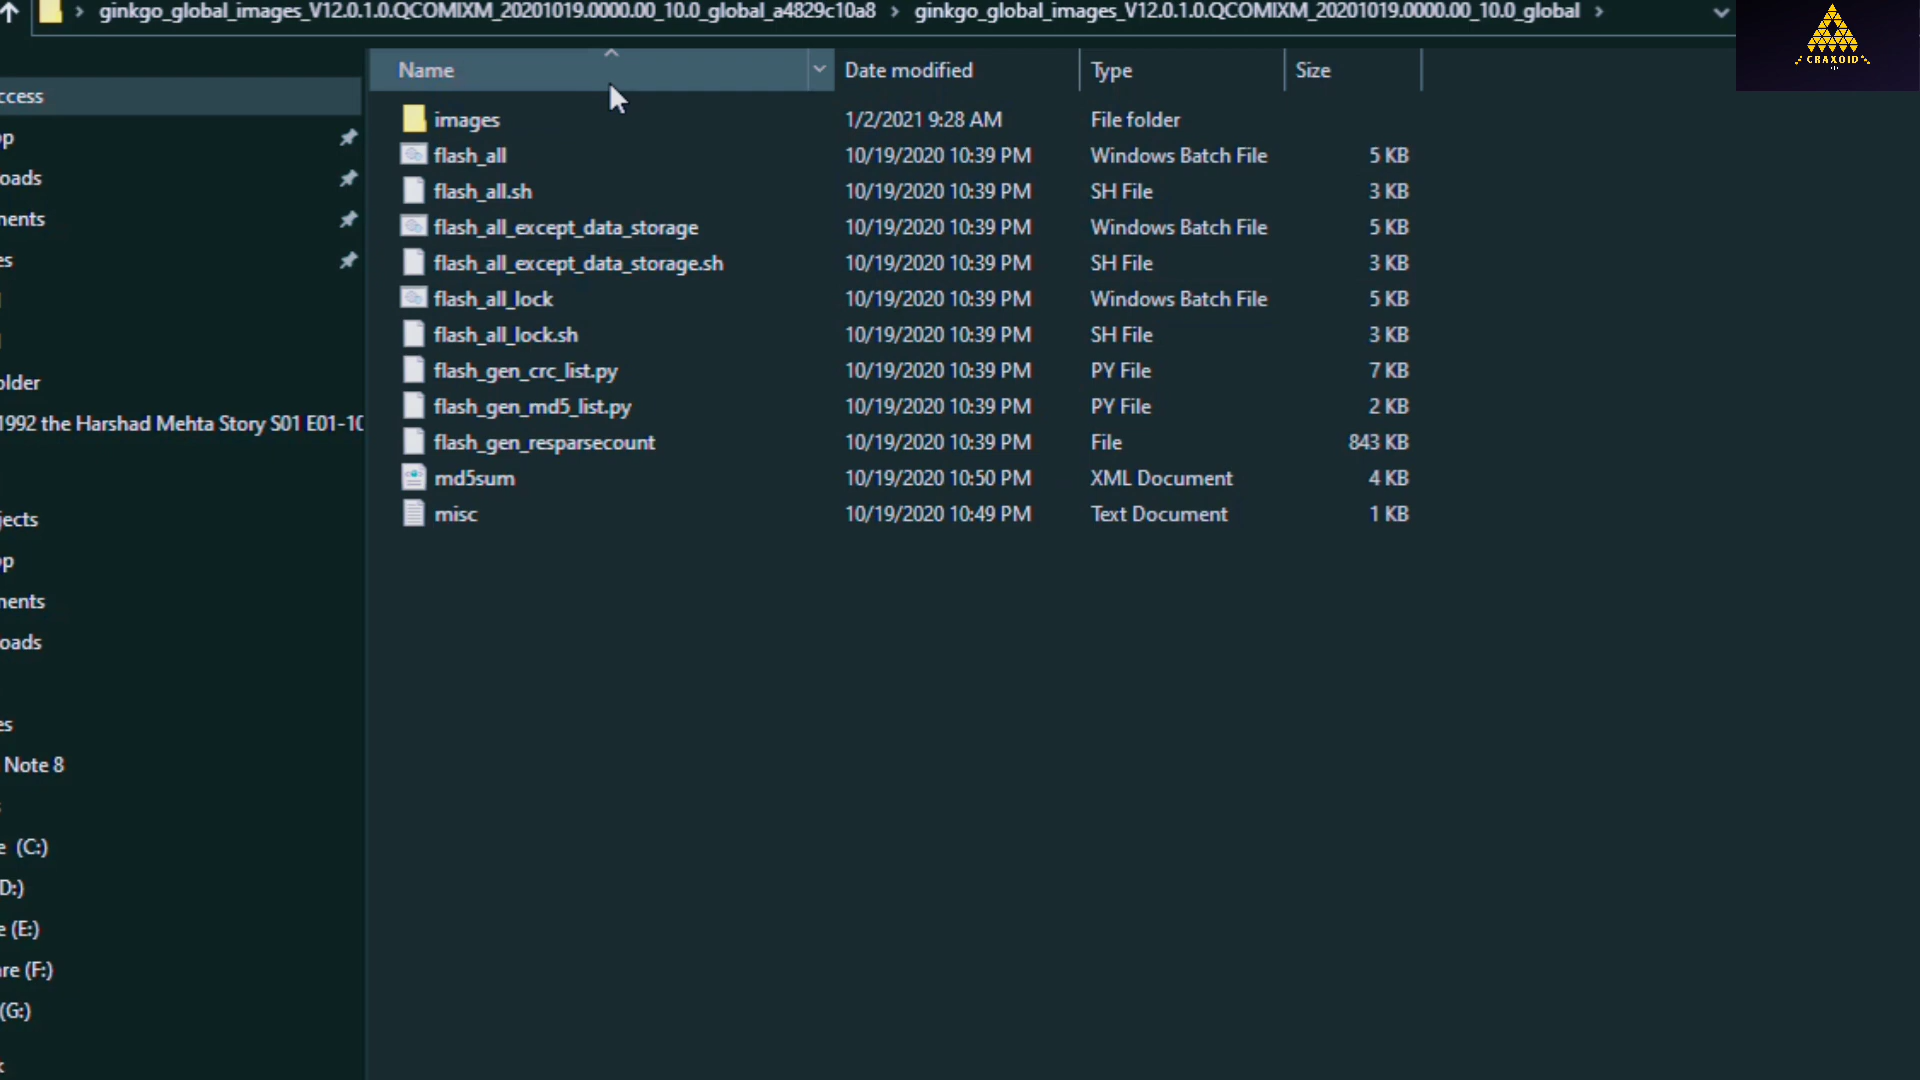 ginkgo_global_images_V12.0.1.0.QCOMIXM_20201019.0000.00_10.0_global_a4829c10a8 > ginkgo_global_images_V12.0.1.0.QCOMIXM_20201019.0000.00_10.0_global >
CRAXOID
Name Date modified Type Size
images 1/2/2021 9:28 AM File folder
flash_all 10/19/2020 10:39 PM Windows Batch File 5 KB
flash_all.sh 10/19/2020 10:39 PM SH File 3 KB
flash_all_except_data_storage 10/19/2020 10:39 PM Windows Batch File 5 KB
flash_all_except_data_storage.sh 10/19/2020 10:39 PM SH File 3 KB
flash_all_lock 10/19/2020 10:39 PM Windows Batch File 5 KB
flash_all_lock.sh 10/19/2020 10:39 PM SH File 3 KB
flash_gen_crc_list.py 10/19/2020 10:39 PM PY File 7 KB
flash_gen_md5_list.py 10/19/2020 10:39 PM PY File 2 KB
flash_gen_resparsecount 10/19/2020 10:39 PM File 843 KB
md5sum 10/19/2020 10:50 PM XML Document 4 KB
misc 10/19/2020 10:49 PM Text Document 1 KB
ccess
op
oads
nents
es
older
1992 the Harshad Mehta Story S01 E01-10
jects
op
nents
oads
es
Note 8
s
e (C:)
D:)
e (E:)
are (F:)
(G:)
k